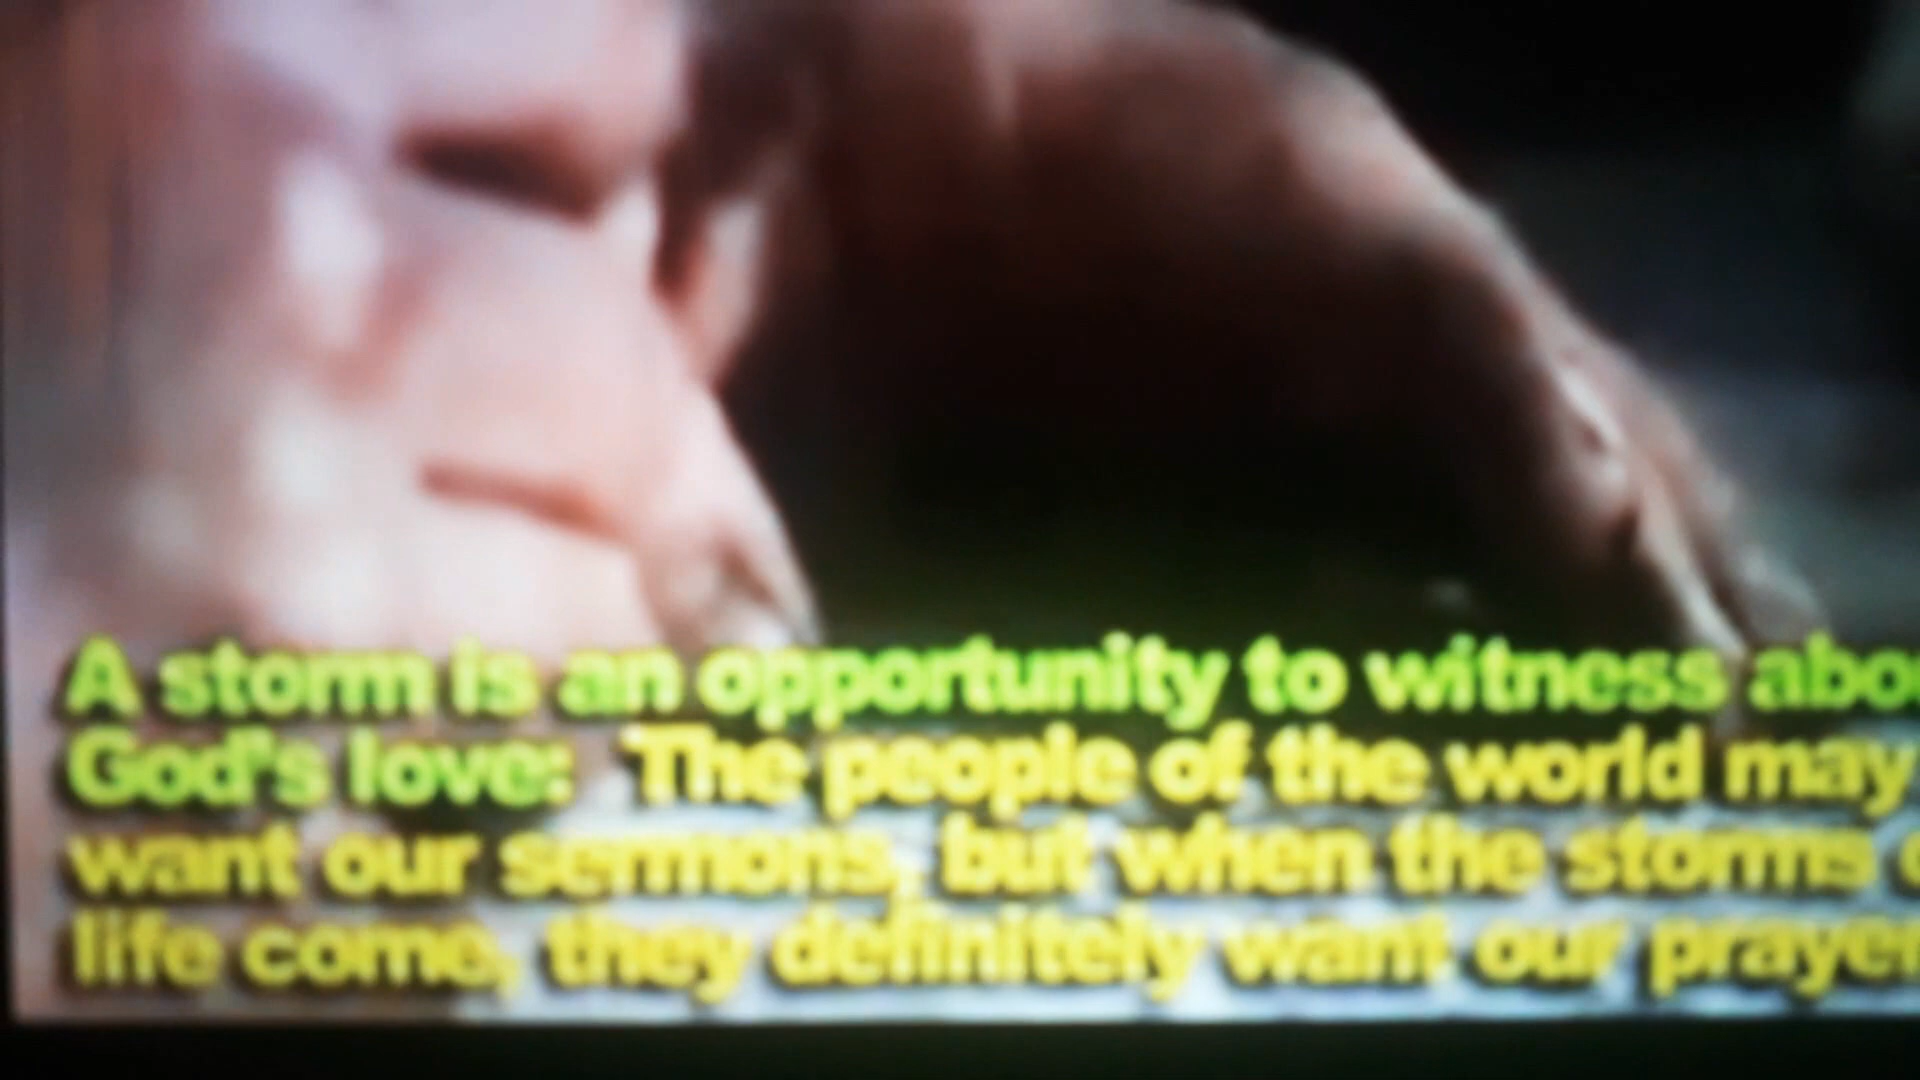 A storm is an opportunity to witness
God's love: The people of the world may
want our sermons, but when the storms
life come, they definitely want our